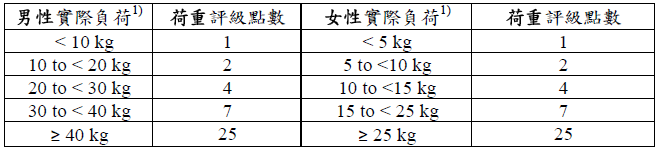 男性實際負荷1) 荷重評級點數 女性實際負荷1) 荷重評級點數
< 10 kg 1 < 5 kg 1
10 to < 20 kg 2 5 to <10 kg 2
20 to < 30 kg 4 10 to <15 kg 4
30 to < 40 kg 7 15 to < 25 kg 7
≥ 40 kg 25 ≥ 25 kg 25